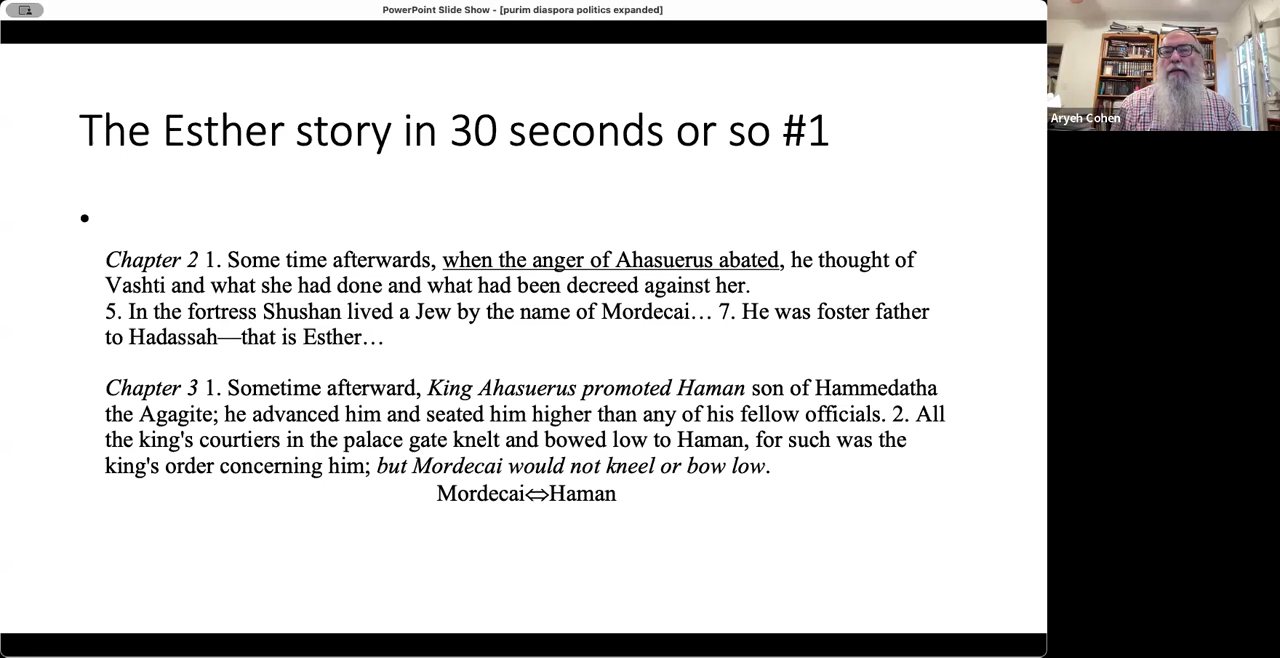 PowerPoint Slide Show - [purim diaspora politics expanded]
Aryeh Cohen
The Esther story in 30 seconds or so #1
•
Chapter 2 1. Some time afterwards, when the anger of Ahasuerus abated, he thought of
Vashti and what she had done and what had been decreed against her.
5. In the fortress Shushan lived a Jew by the name of Mordecai… 7. He was foster father
to Hadassah—that is Esther…
Chapter 3 1. Sometime afterward, King Ahasuerus promoted Haman son of Hammedatha
the Agagite; he advanced him and seated him higher than any of his fellow officials. 2. All
the king's courtiers in the palace gate knelt and bowed low to Haman, for such was the
king's order concerning him; but Mordecai would not kneel or bow low.
Mordecai⇔Haman